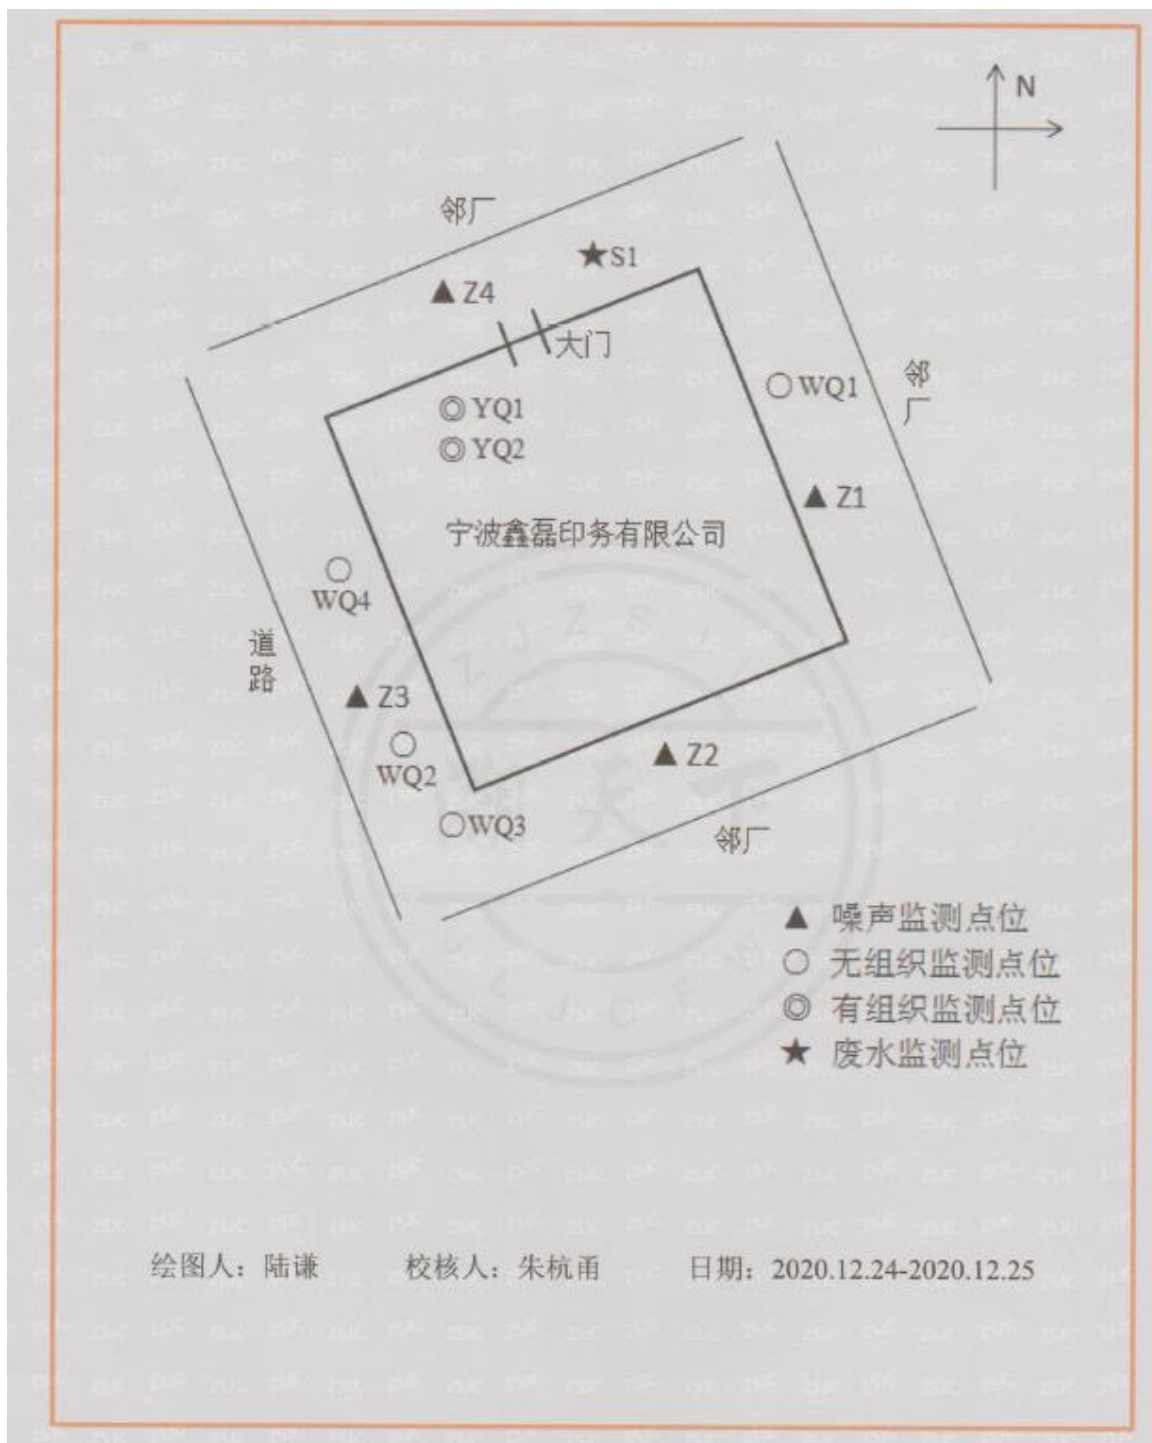 N
邻厂
★S1
▲Z4
大门
○WQ1
邻厂
◎YQ1
◎YQ2
▲Z1
宁波鑫磊印务有限公司
○
WQ4
道路
▲Z3
○
WQ2
▲Z2
○WQ3
邻厂
▲ 噪声监测点位
○ 无组织监测点位
◎ 有组织监测点位
★ 废水监测点位
绘图人：陆谦 校核人：朱杭甬 日期：2020.12.24-2020.12.25